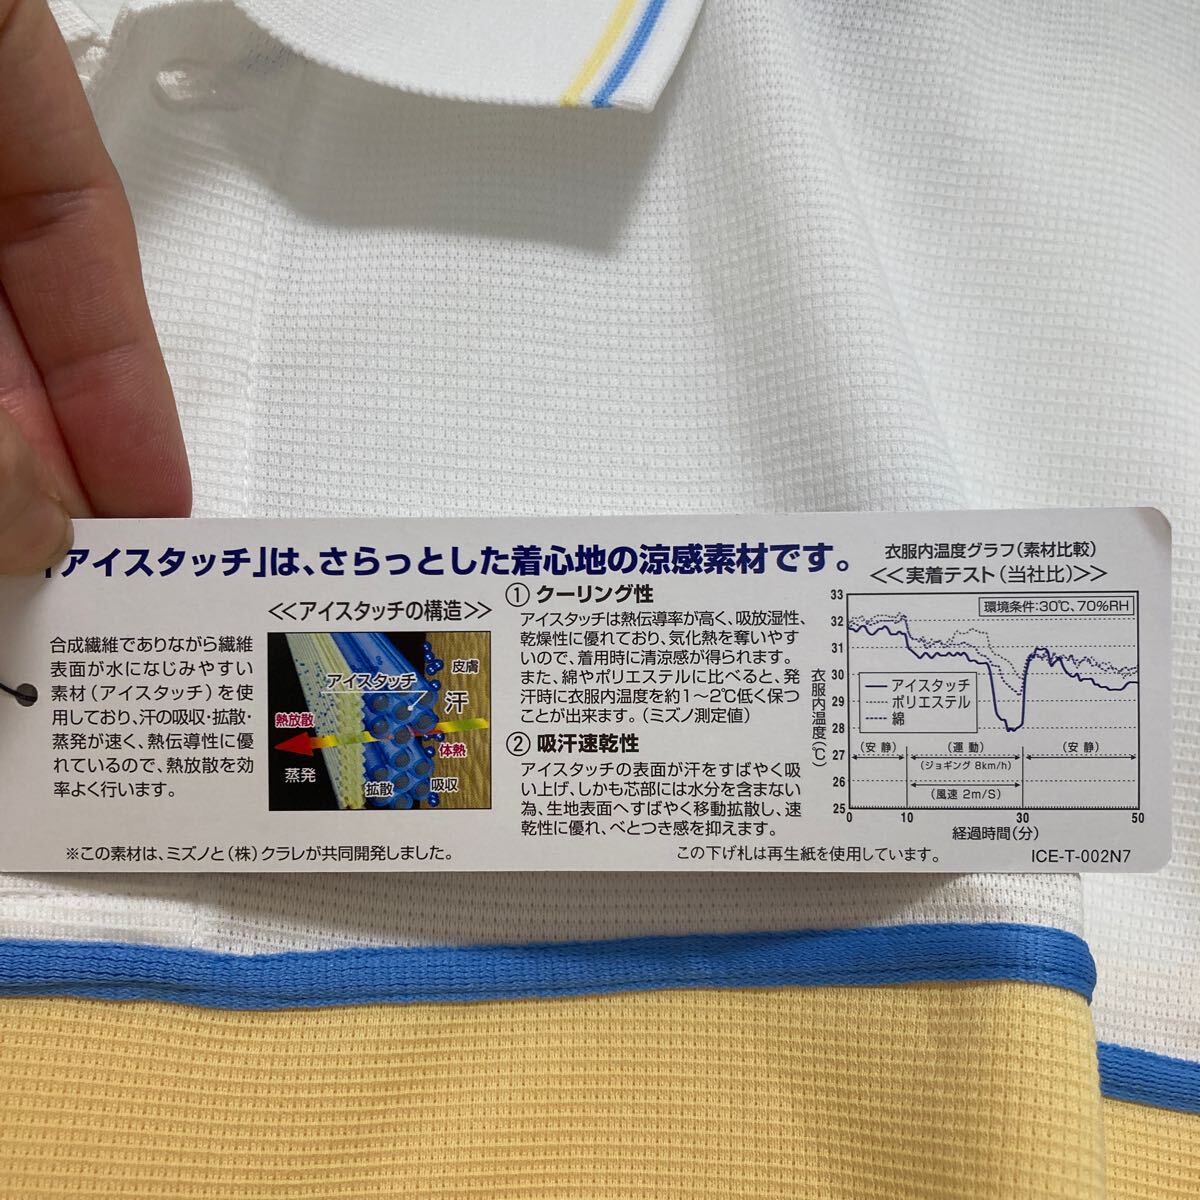 「アイスタッチ」は、さらっとした着心地の涼感素材です。
合成繊維でありながら繊維
表面が水になじみやすい
素材(アイスタッチ)を使
用しており、汗の吸収・拡散・
蒸発が速く、熱伝導性に優
れているので、熱放散を効
率よく行います。
≪アイスタッチの構造≫
アイスタッチ
皮膚
汗
熱放散
体熱
蒸発
拡散
吸収
① クーリング性
アイスタッチは熱伝導率が高く、吸放湿性、
乾燥性に優れており、気化熱を奪いやす
いので、着用時に清涼感が得られます。
また、綿やポリエステルに比べると、発
汗時に衣服内温度を約1～2℃低く保つ
ことが出来ます。(ミズノ測定値)
② 吸汗速乾性
アイスタッチの表面が汗をすばやく吸
い上げ、しかも芯部には水分を含まない
為、生地表面へすばやく移動拡散し、速
乾性に優れ、べとつき感を抑えます。
衣服内温度グラフ(素材比較)
≪実着テスト(当社比)≫
環境条件:30℃、70%RH
衣服内温度(℃)
33
32
31
30
29
28
27
26
25
アイスタッチ
ポリエステル
綿
(安静)
(運動)
(安静)
(ジョギング 8km/h)
(風速 2m/S)
0 10 30 50
経過時間(分)
※この素材は、ミズノと(株)クラレが共同開発しました。
この下げ札は再生紙を使用しています。
ICE-T-002N7